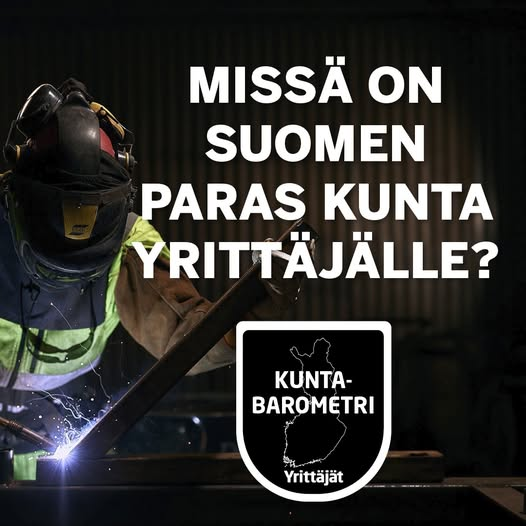 MISSÄ ON
SUOMEN
PARAS KUNTA
YRITTÄJÄLLE?
KUNTA-
BAROMETRI
Yrittäjät